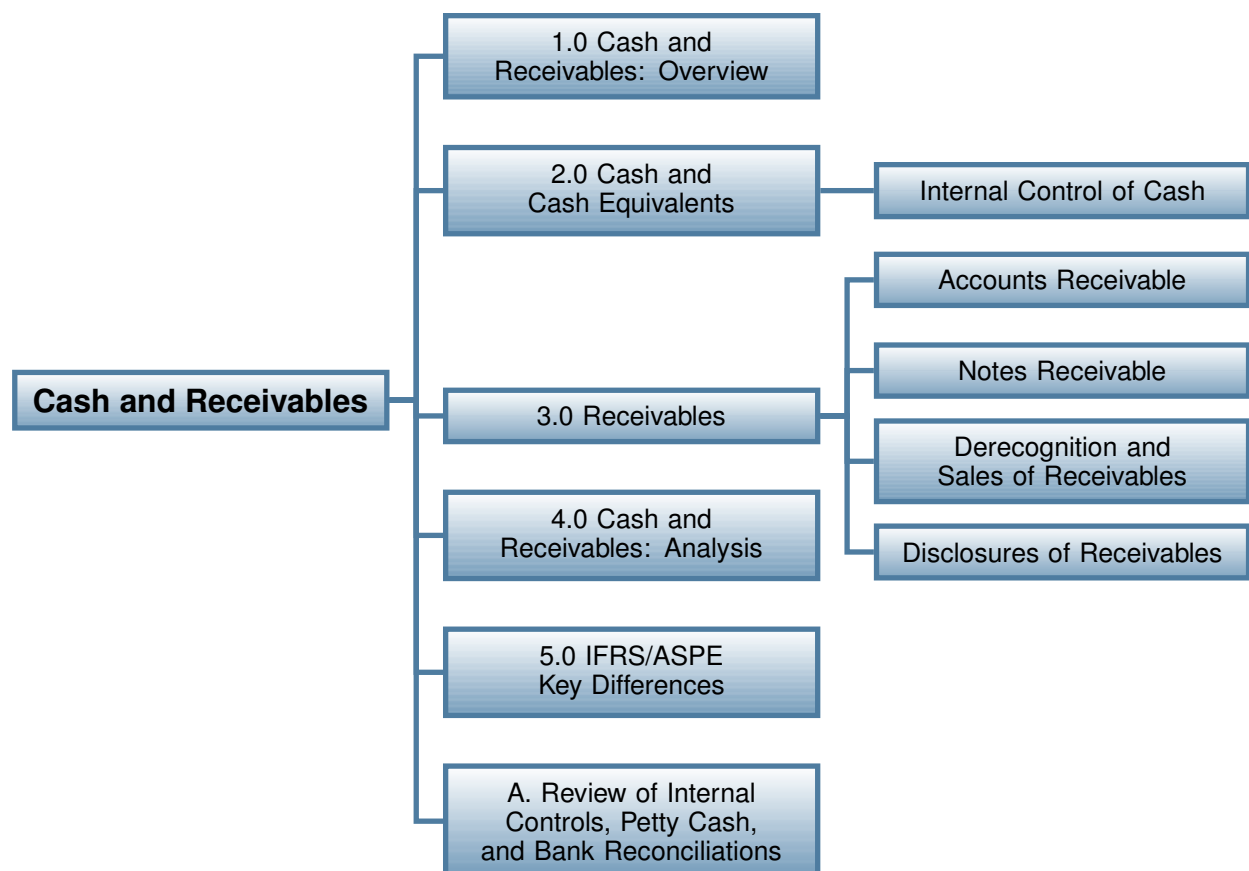 Cash and Receivables
1.0 Cash and
Receivables: Overview
2.0 Cash and
Cash Equivalents
Internal Control of Cash
3.0 Receivables
Accounts Receivable
Notes Receivable
Derecognition and
Sales of Receivables
Disclosures of Receivables
4.0 Cash and
Receivables: Analysis
5.0 IFRS/ASPE
Key Differences
A. Review of Internal
Controls, Petty Cash,
and Bank Reconciliations